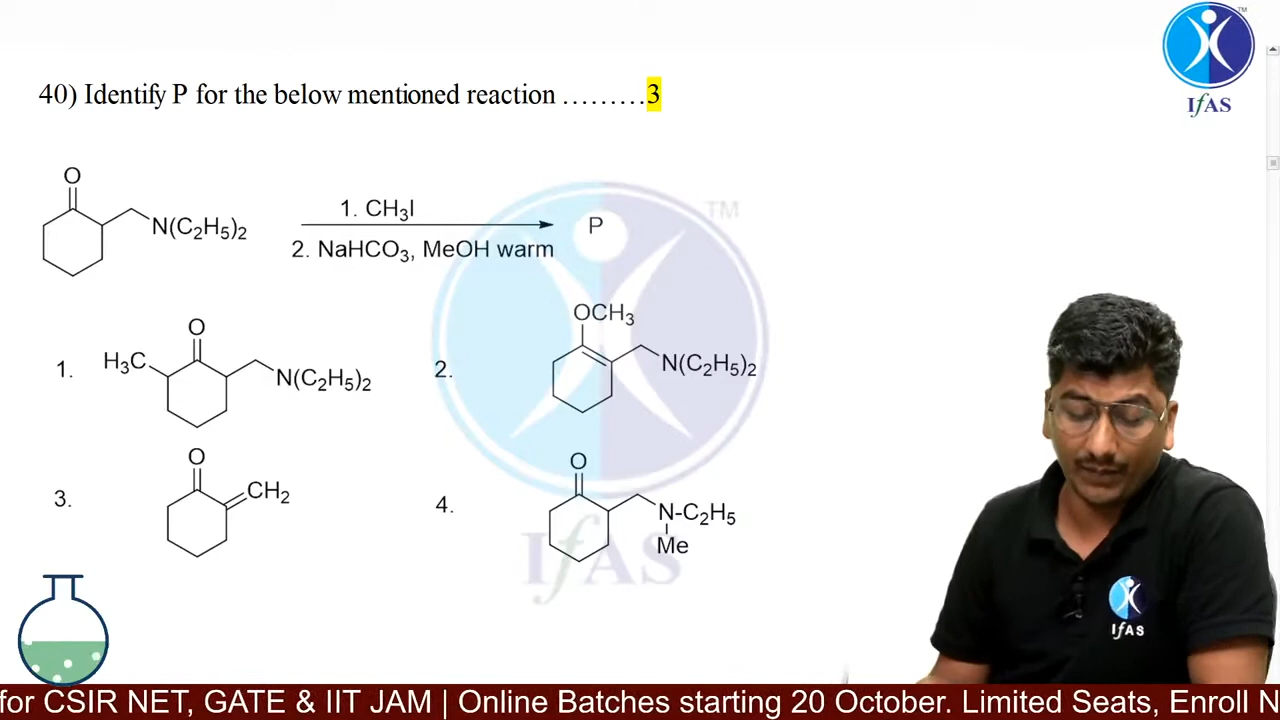 TM
IfAS
40) Identify P for the below mentioned reaction ………3
O
N(C₂H₅)₂
1. CH₃I
2. NaHCO₃, MeOH warm
P
TM
1.
O
H₃C
N(C₂H₅)₂
2.
OCH₃
N(C₂H₅)₂
3.
O
CH₂
4.
O
N-C₂H₅
Me
IfAS
IfAS
for CSIR NET, GATE & IIT JAM | Online Batches starting 20 October. Limited Seats, Enroll N